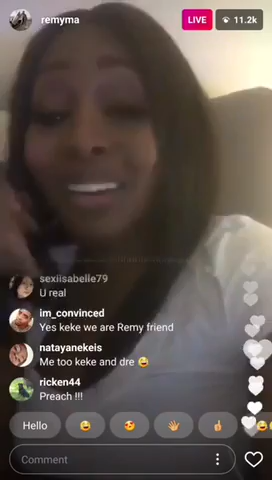 remyma
LIVE
11.2k
sexiisabelle79
U real
im_convinced
Yes keke we are Remy friend
natayanekeis
Me too keke and dre 😂
ricken44
Preach !!!
Hello
Comment